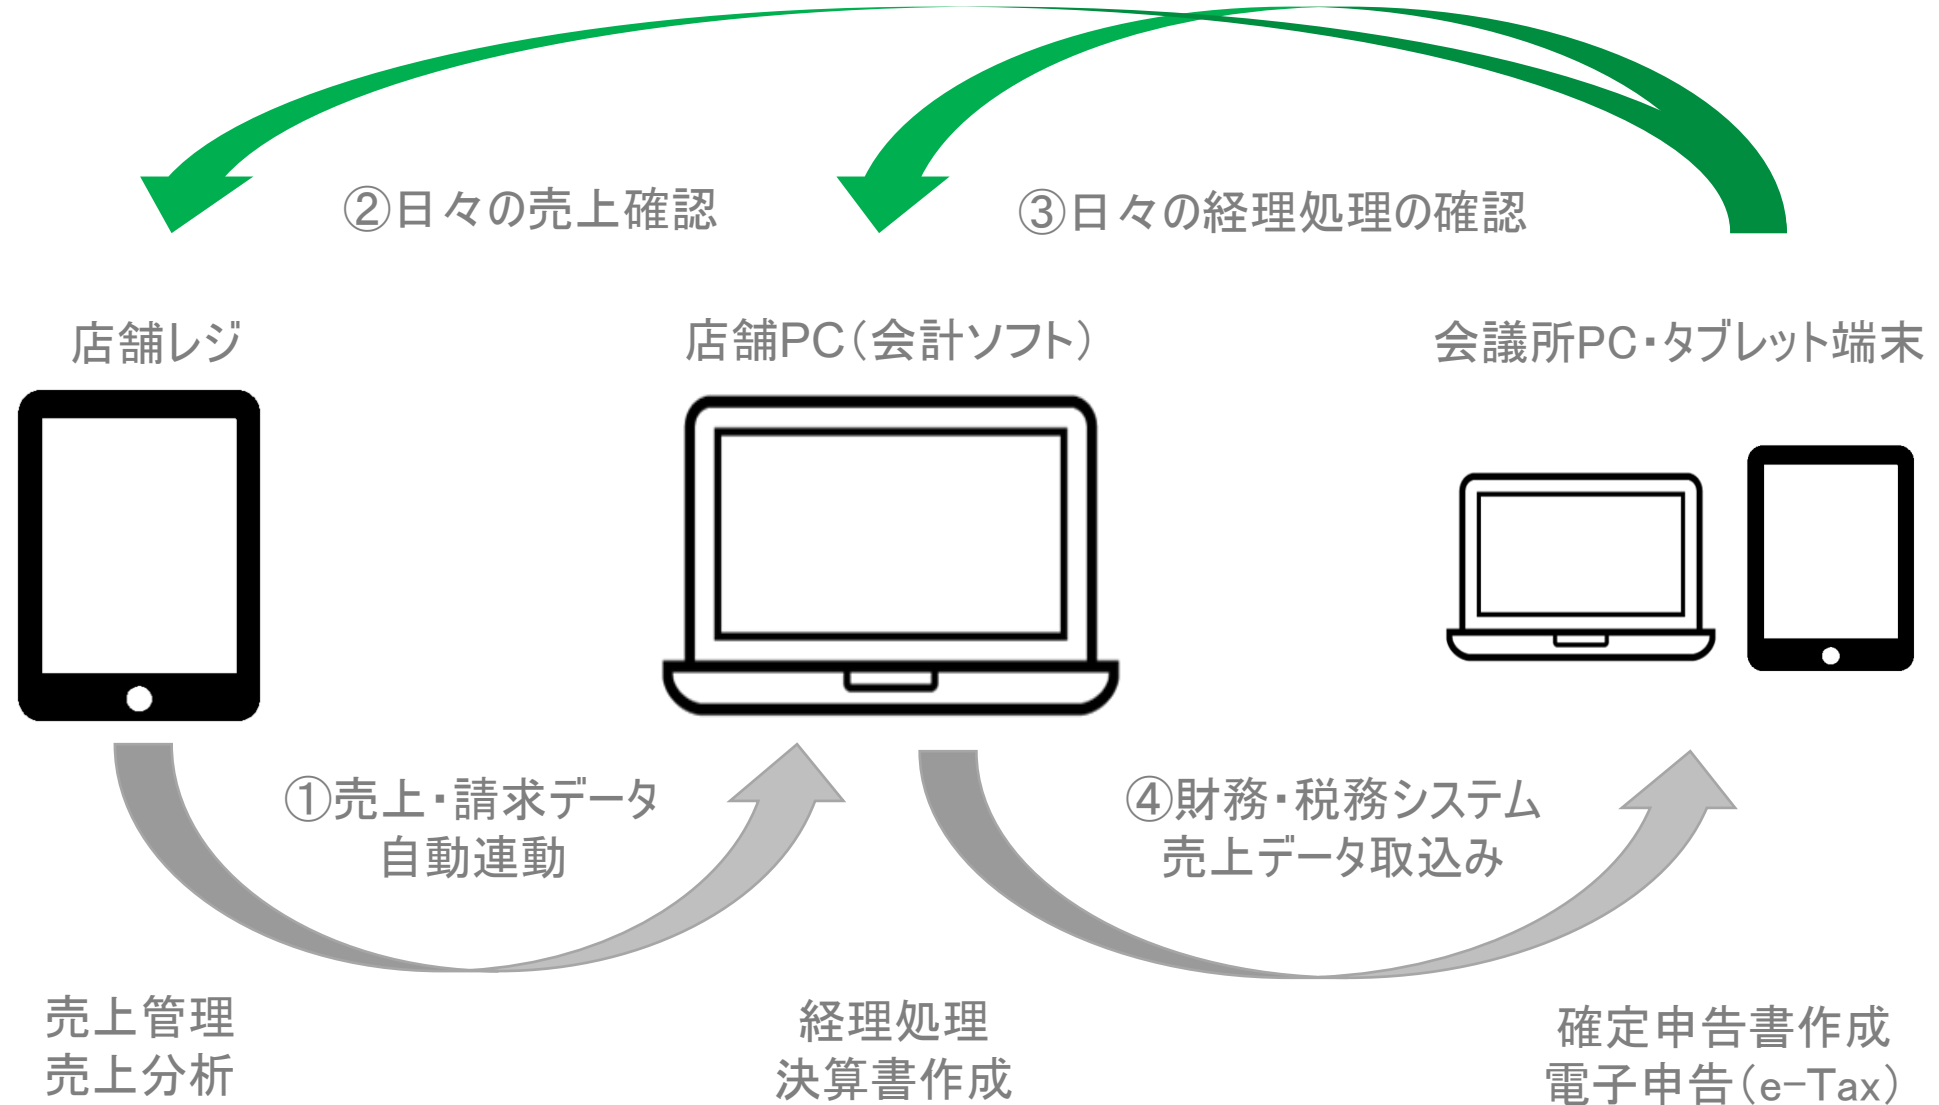 ②日々の売上確認
③日々の経理処理の確認
店舗レジ
店舗PC（会計ソフト）
会議所PC・タブレット端末
①売上・請求データ
自動連動
④財務・税務システム
売上データ取込み
売上管理
売上分析
経理処理
決算書作成
確定申告書作成
電子申告（e-Tax）